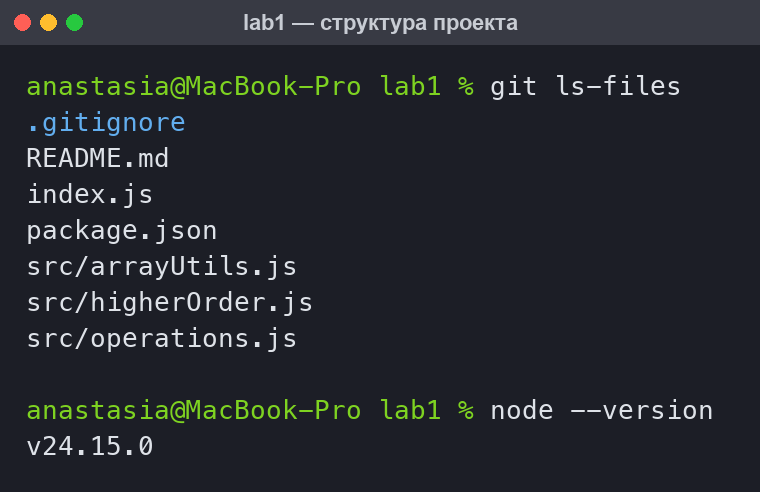 lab1 — структура проекта
anastasia@MacBook-Pro lab1 % git ls-files
.gitignore
README.md
index.js
package.json
src/arrayUtils.js
src/higherOrder.js
src/operations.js
anastasia@MacBook-Pro lab1 % node --version
v24.15.0